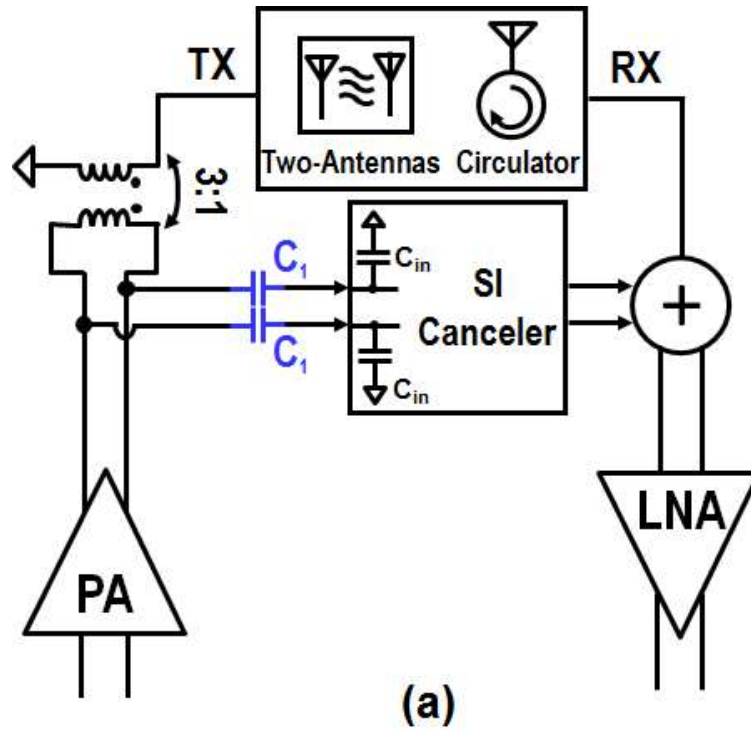 TX
RX
Two-Antennas
Circulator
3:1
C1
Cin
SI
Canceler
C1
Cin
PA
LNA
(a)